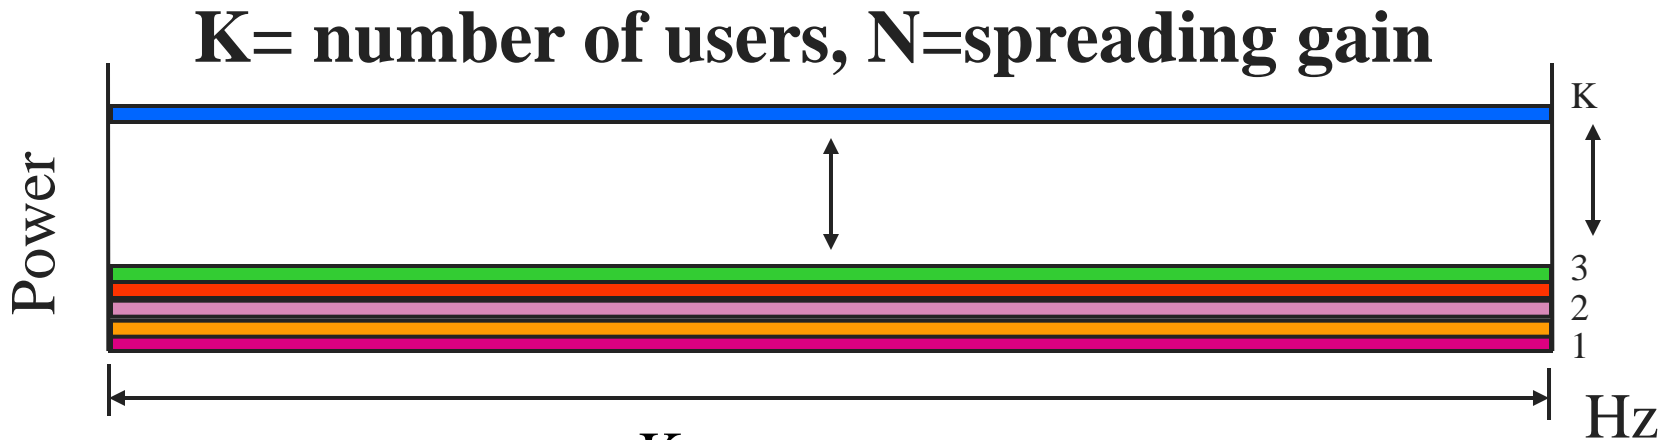 K= number of users, N=spreading gain
K
Power
3
2
1
Hz